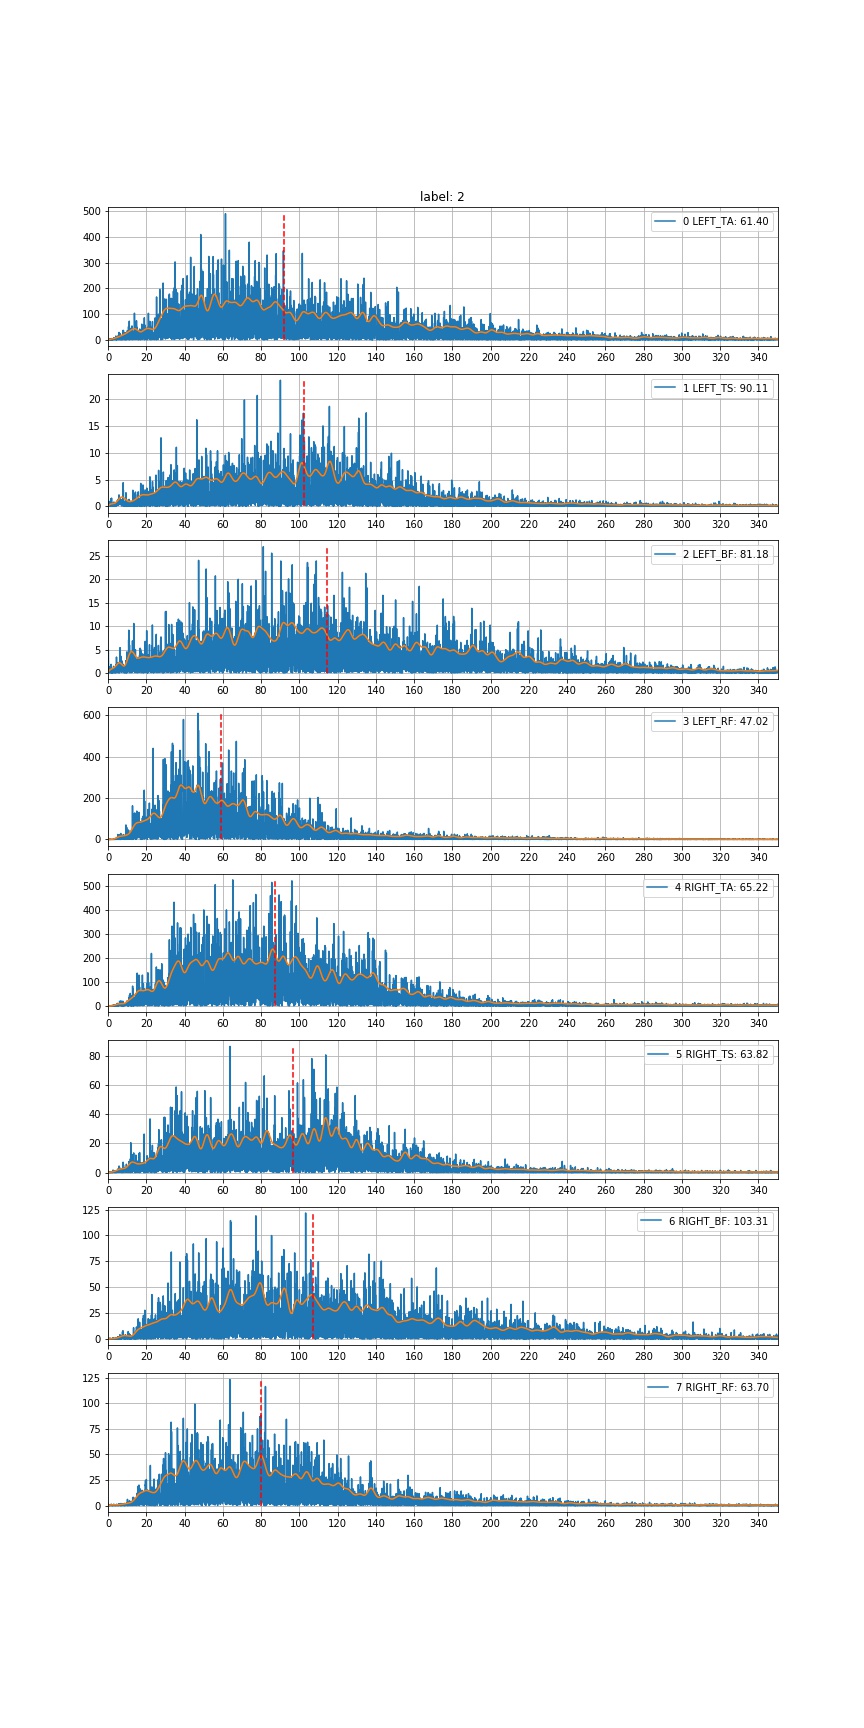 label: 2
500
400
300
200
100
0
0 LEFT_TA: 61.40
0 20 40 60 80 100 120 140 160 180 200 220 240 260 280 300 320 340
20
15
10
5
0
1 LEFT_TS: 90.11
0 20 40 60 80 100 120 140 160 180 200 220 240 260 280 300 320 340
25
20
15
10
5
0
2 LEFT_BF: 81.18
0 20 40 60 80 100 120 140 160 180 200 220 240 260 280 300 320 340
600
400
200
0
3 LEFT_RF: 47.02
0 20 40 60 80 100 120 140 160 180 200 220 240 260 280 300 320 340
500
400
300
200
100
0
4 RIGHT_TA: 65.22
0 20 40 60 80 100 120 140 160 180 200 220 240 260 280 300 320 340
80
60
40
20
0
5 RIGHT_TS: 63.82
0 20 40 60 80 100 120 140 160 180 200 220 240 260 280 300 320 340
125
100
75
50
25
0
6 RIGHT_BF: 103.31
0 20 40 60 80 100 120 140 160 180 200 220 240 260 280 300 320 340
125
100
75
50
25
0
7 RIGHT_RF: 63.70
0 20 40 60 80 100 120 140 160 180 200 220 240 260 280 300 320 340